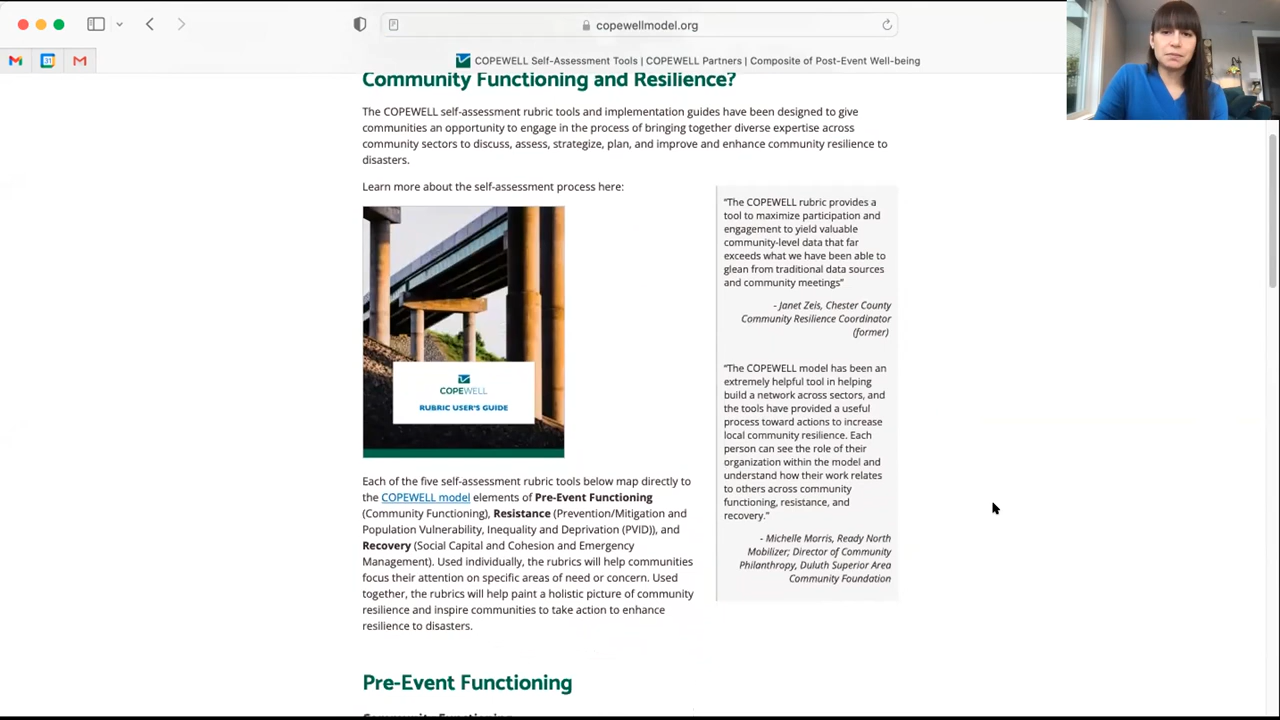 copewellmodel.org
31
COPEWELL Self-Assessment Tools | COPEWELL Partners | Composite of Post-Event Well-being
Community Functioning and Resilience?
The COPEWELL self-assessment rubric tools and implementation guides have been designed to give
communities an opportunity to engage in the process of bringing together diverse expertise across
community sectors to discuss, assess, strategize, plan, and improve and enhance community resilience to
disasters.
Learn more about the self-assessment process here:
COPEWELL
RUBRIC USER'S GUIDE
Each of the five self-assessment rubric tools below map directly to
the COPEWELL model elements of Pre-Event Functioning
(Community Functioning), Resistance (Prevention/Mitigation and
Population Vulnerability, Inequality and Deprivation (PVID)), and
Recovery (Social Capital and Cohesion and Emergency
Management). Used individually, the rubrics will help communities
focus their attention on specific areas of need or concern. Used
together, the rubrics will help paint a holistic picture of community
resilience and inspire communities to take action to enhance
resilience to disasters.
"The COPEWELL rubric provides a
tool to maximize participation and
engagement to yield valuable
community-level data that far
exceeds what we have been able to
glean from traditional data sources
and community meetings"
- Janet Zeis, Chester County
Community Resilience Coordinator
(former)
"The COPEWELL model has been an
extremely helpful tool in helping
build a network across sectors, and
the tools have provided a useful
process toward actions to increase
local community resilience. Each
person can see the role of their
organization within the model and
understand how their work relates
to others across community
functioning, resistance, and
recovery."
- Michelle Morris, Ready North
Mobilizer; Director of Community
Philanthropy, Duluth Superior Area
Community Foundation
Pre-Event Functioning
Community Functioning